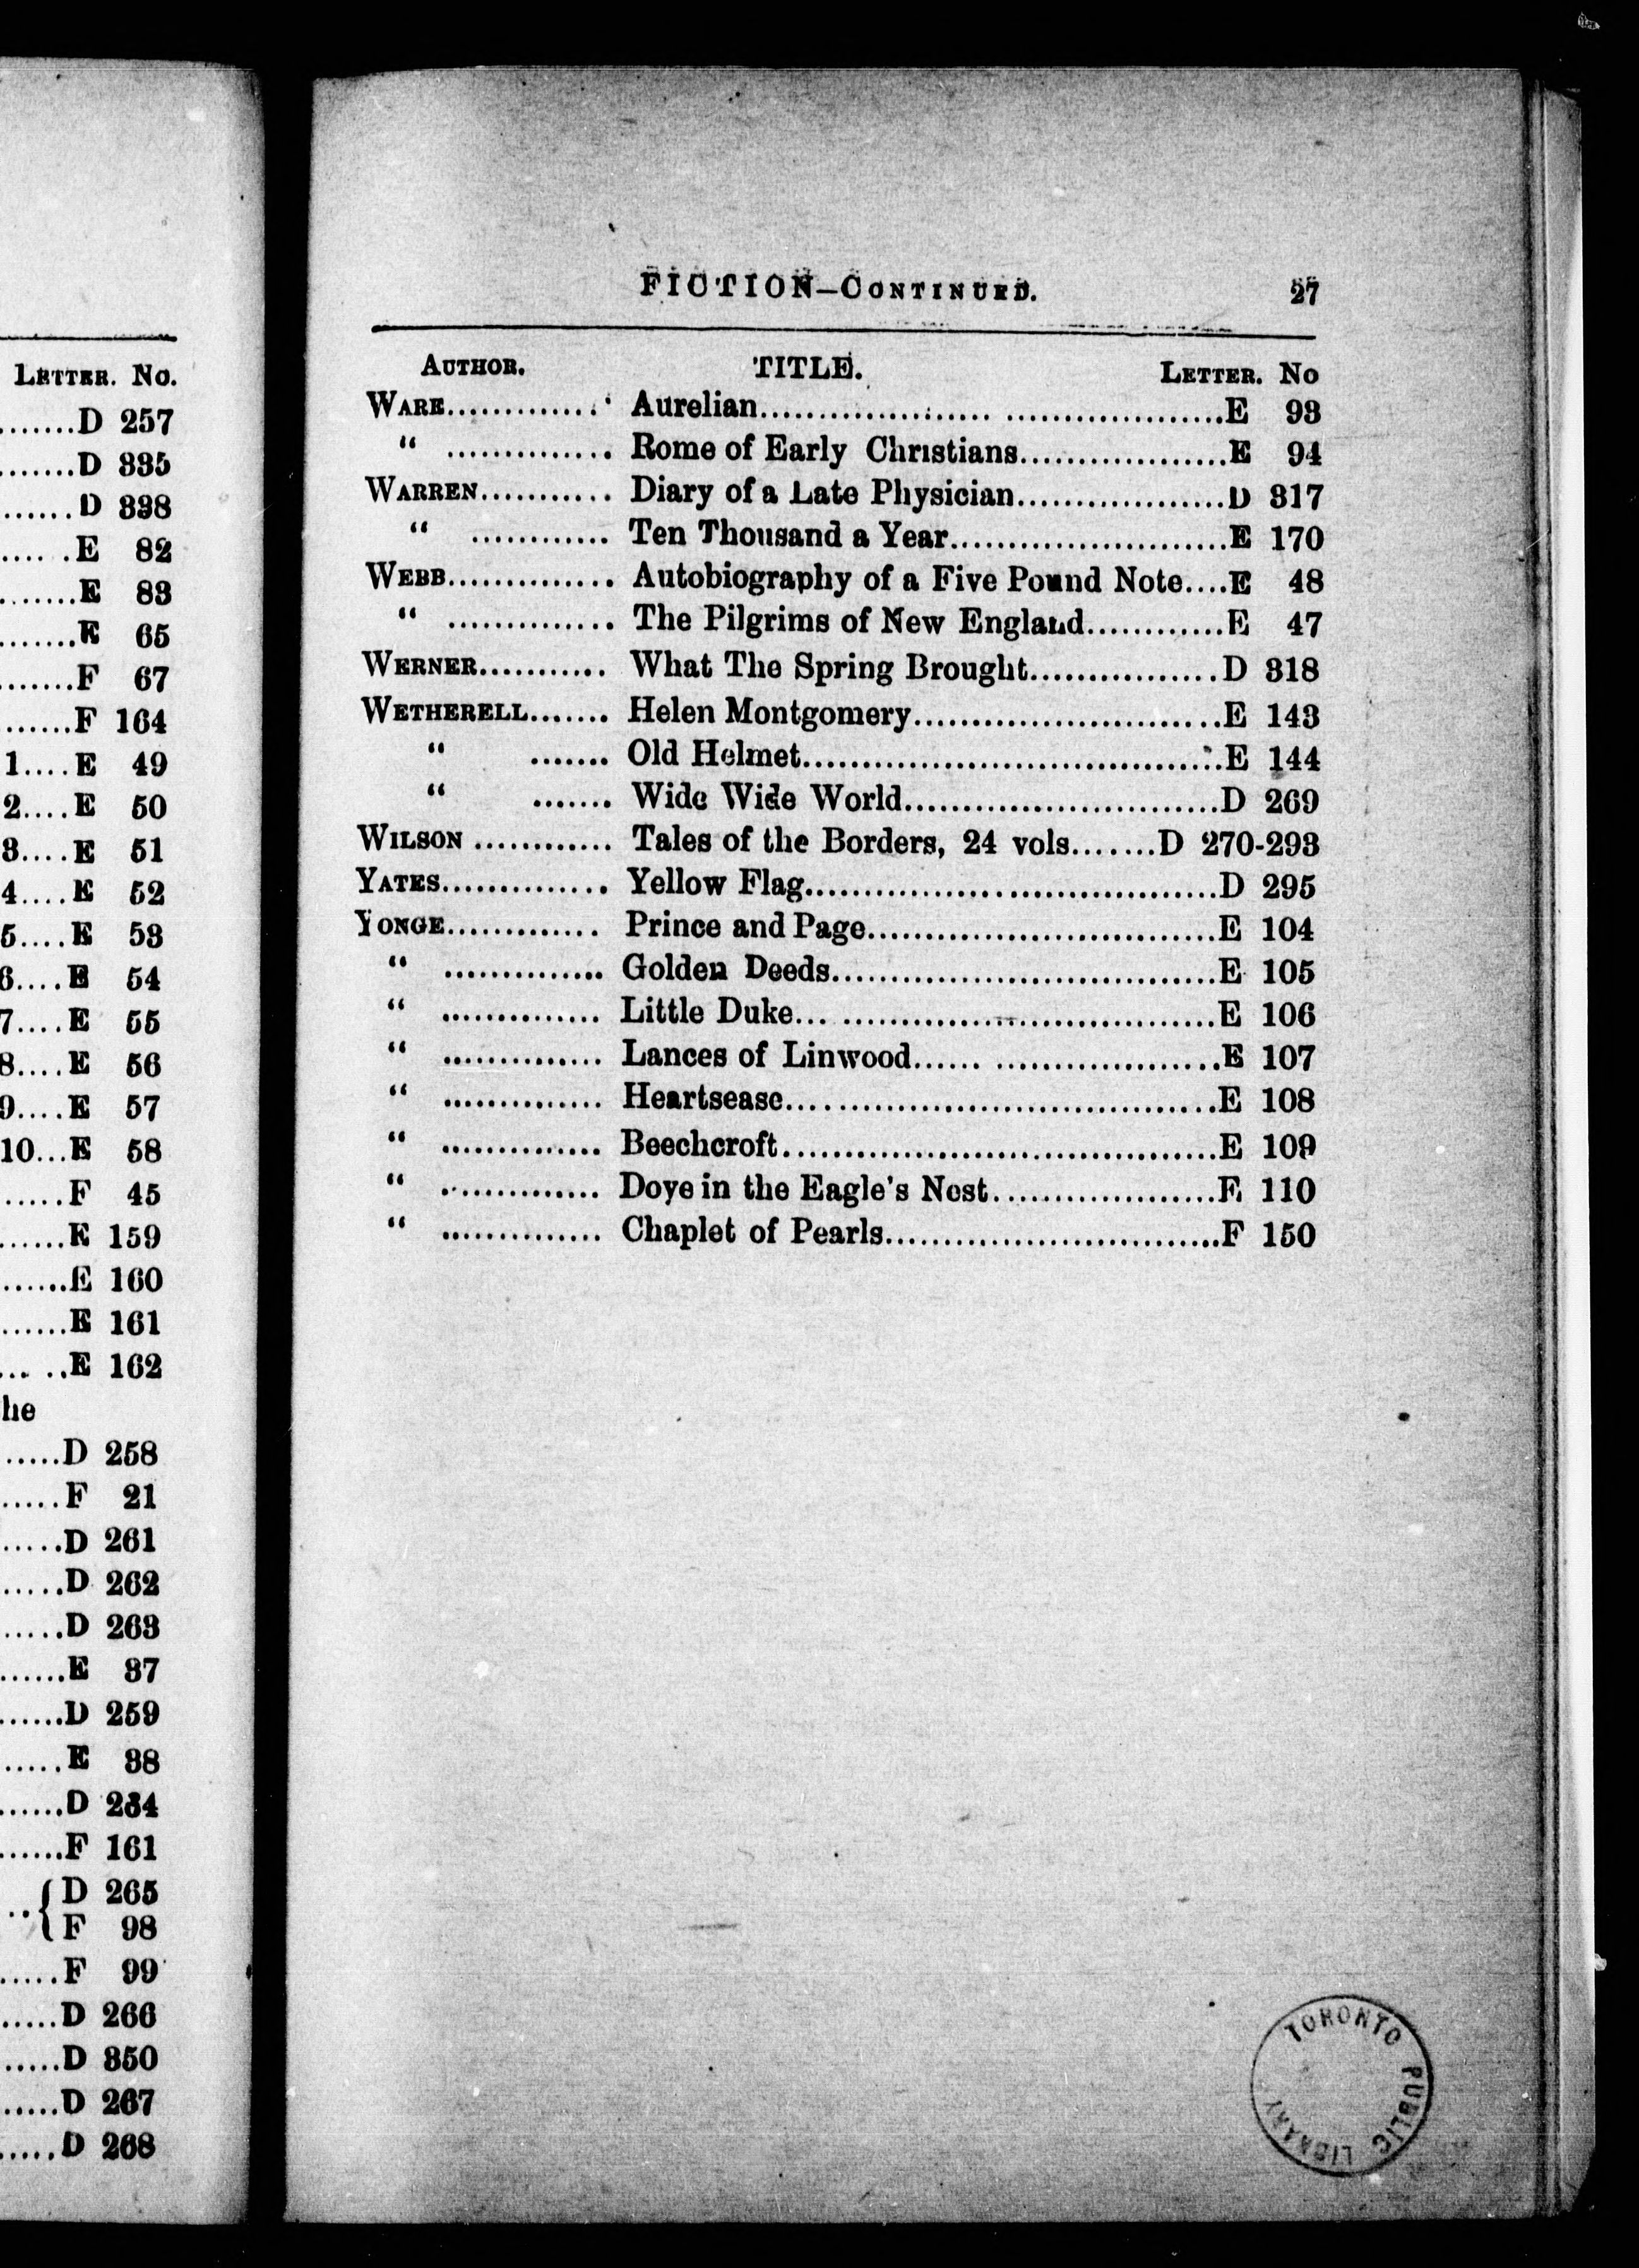 LETTER. No.
.......D 257
.......D 335
......D 338
..... .E 82
.......E 83
.......E 65
.......F 67
.......F 164
1....E 49
2....E 50
3....E 51
4....E 52
5....E 53
6....E 54
7....E 55
8....E 56
9....E 57
10...E 58
......F 45
......E 159
......E 160
......E 161
... ..E 162
he
.....D 258
.....F 21
.....D 261
.....D 262
.....D 263
......E 37
......D 259
.....E 38
......D 264
......F 161
..{ D 265
F 98
.....F 99
.....D 266
.....D 350
.....D 267
.....D 268
FICTION—CONTINUED. 27
AUTHOR. TITLE. LETTER. No
WARE............. Aurelian..........................................E 93
“ .............. Rome of Early Christians...................E 94
WARREN........... Diary of a Late Physician...................D 317
“ ............ Ten Thousand a Year.........................E 170
WEBB.............. Autobiography of a Five Pound Note....E 48
“ .............. The Pilgrims of New England............E 47
WERNER........... What The Spring Brought................D 318
WETHERELL....... Helen Montgomery...........................E 143
“ ....... Old Helmet.....................................E 144
“ ....... Wide Wide World............................D 269
WILSON ............ Tales of the Borders, 24 vols.......D 270-293
YATES.............. Yellow Flag.....................................D 295
YONGE............. Prince and Page...............................E 104
“ .............. Golden Deeds..................................E 105
“ .............. Little Duke... .................................E 106
“ .............. Lances of Linwood...... ....................E 107
“ .............. Heartsease......................................E 108
“ .............. Beechcroft.......................................E 109
“ .............. Doye in the Eagle's Nest....................E 110
“ .............. Chaplet of Pearls..............................F 150
TORONTO PUBLIC LIBRARY